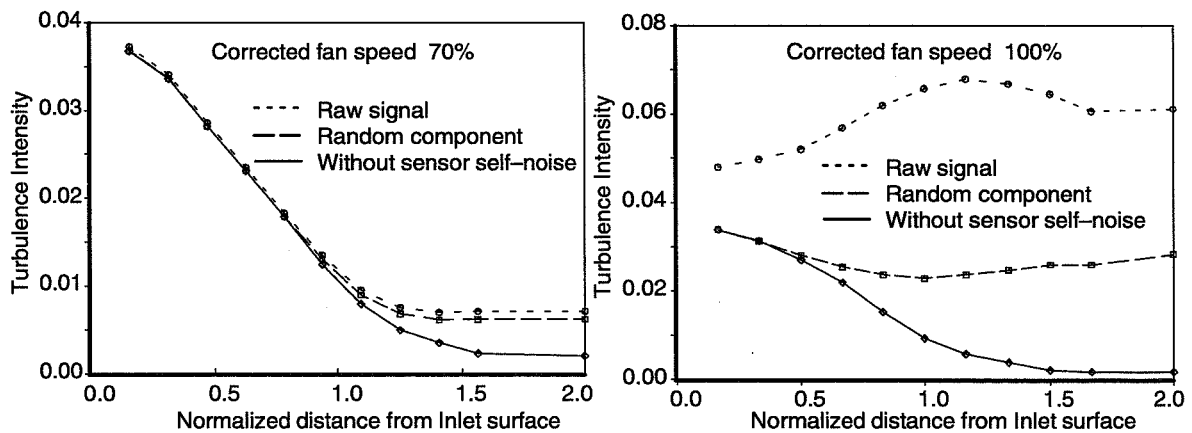 0.04
0.03
0.02
0.01
0.00
Turbulence Intensity
Corrected fan speed 70%
Raw signal
Random component
Without sensor self–noise
0.0
0.5
1.0
1.5
2.0
Normalized distance from Inlet surface
0.08
0.06
0.04
0.02
0.00
Turbulence Intensity
Corrected fan speed 100%
Raw signal
Random component
Without sensor self–noise
0.0
0.5
1.0
1.5
2.0
Normalized distance from Inlet surface